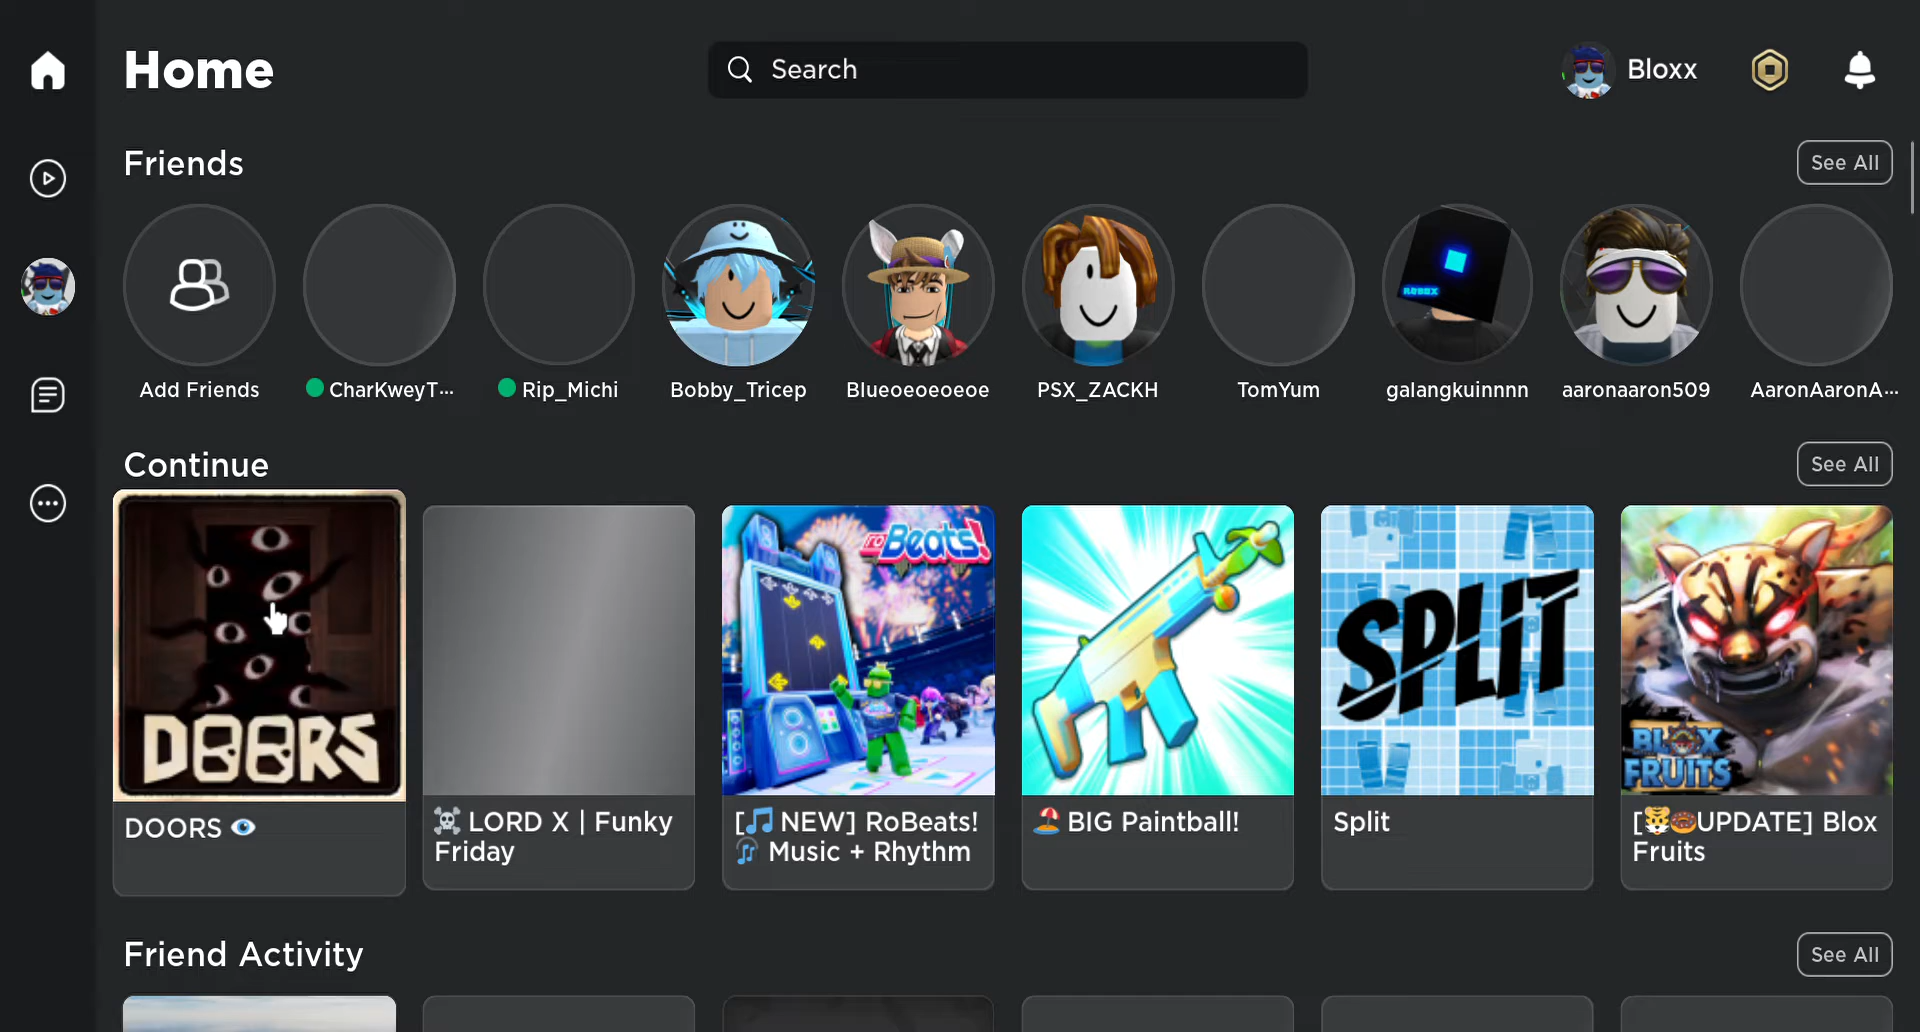 Home
Search
Bloxx
Friends
See All
Add Friends
CharKweyT...
Rip_Michi
Bobby_Tricep
Blueoeoeoeoe
PSX_ZACKH
TomYum
galangkuinnnn
aaronaaron509
AaronAaronA...
ROBOX
Continue
See All
DOORS
roBeats!
SPLIT
BLOX
FRUITS
DOORS 👁️
☠️ LORD X | Funky
Friday
[🎵 NEW] RoBeats!
🎧 Music + Rhythm
🏖️ BIG Paintball!
Split
[🐯🍩UPDATE] Blox
Fruits
Friend Activity
See All